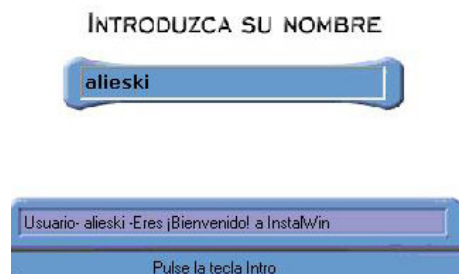 INTRODUZCA SU NOMBRE
alieski
Usuario- alieski -Eres ¡Bienvenido! a InstalWin
Pulse la tecla Intro